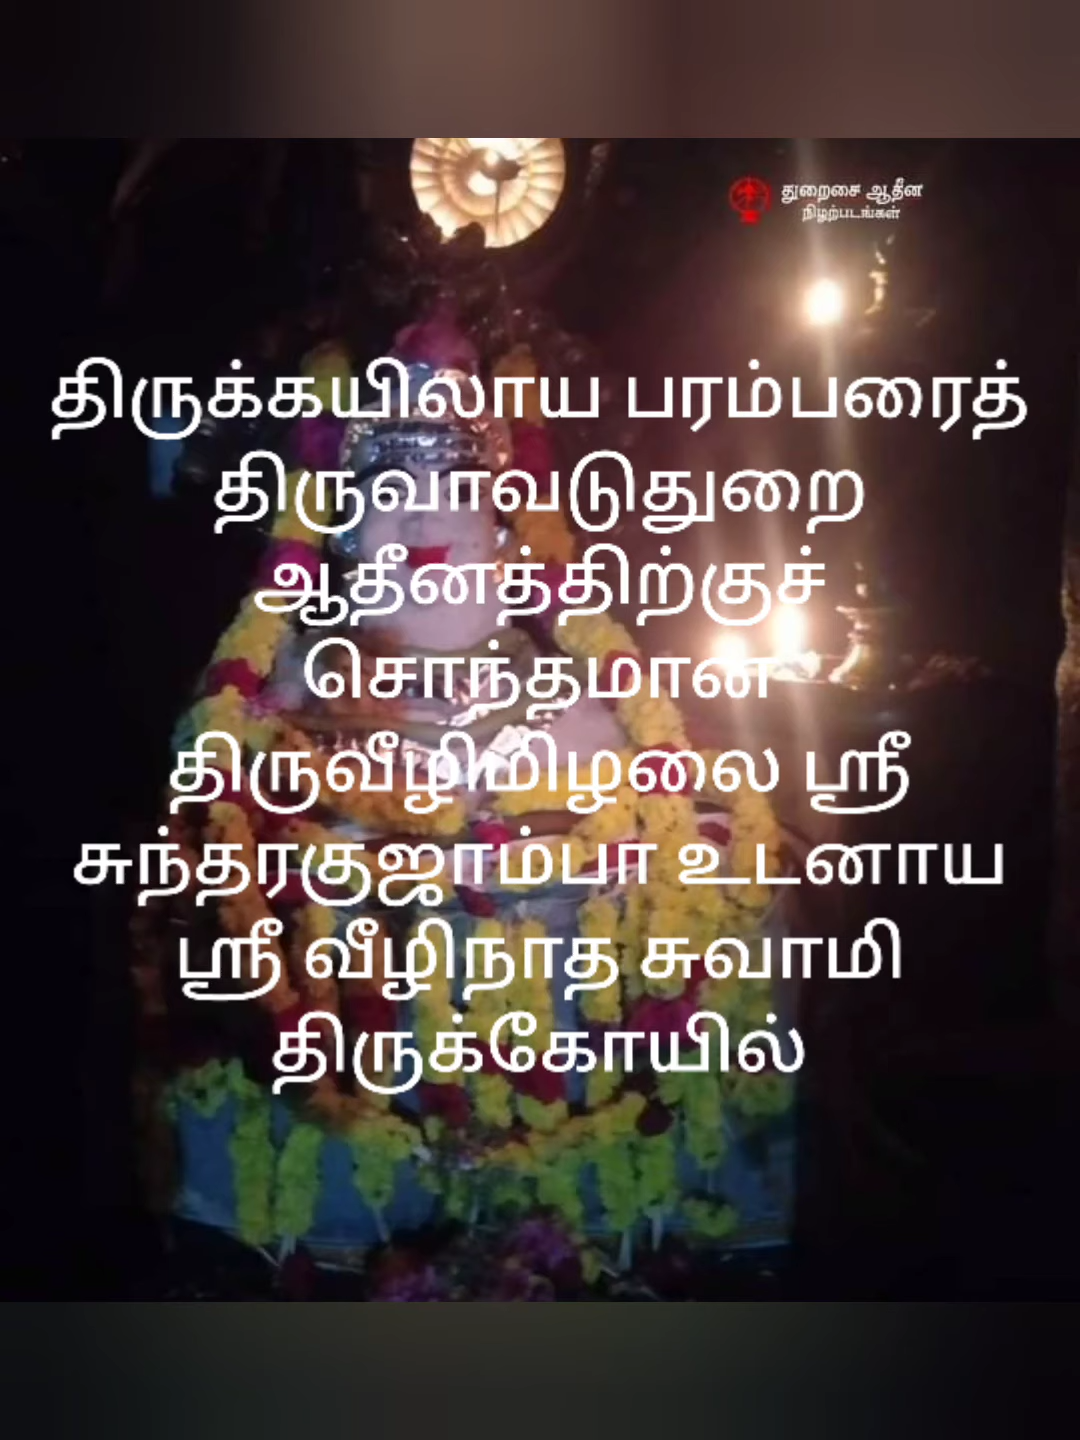 துறைசை ஆதீன
நிழற்படங்கள்
திருக்கயிலாய பரம்பரைத்
திருவாவடுதுறை
ஆதீனத்திற்குச்
சொந்தமான
திருவீழிமிழலை ஸ்ரீ
சுந்தரகுஜாம்பா உடனாய
ஸ்ரீ வீழிநாத சுவாமி
திருக்கோயில்